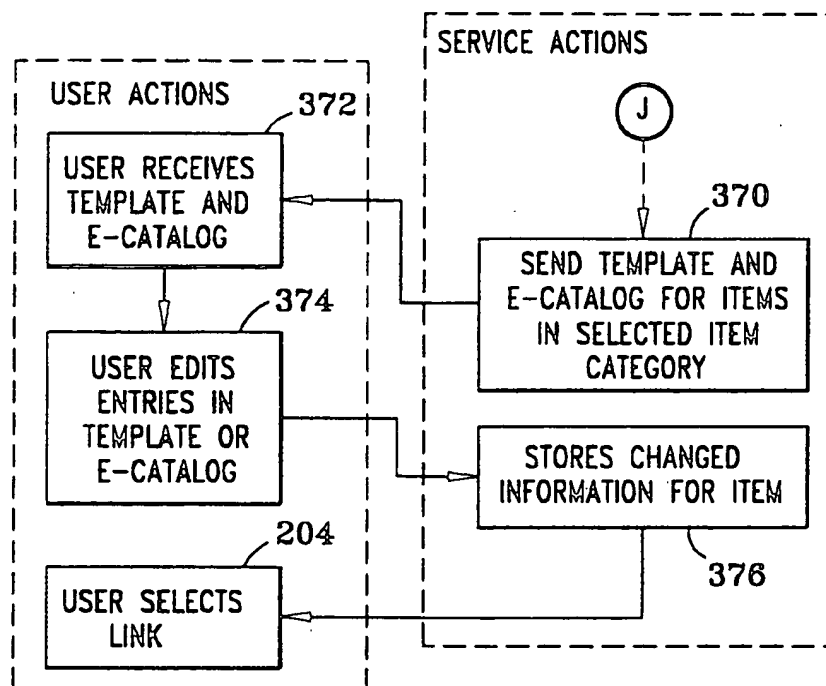 USER ACTIONS
372
USER RECEIVES
TEMPLATE AND
E-CATALOG
374
USER EDITS
ENTRIES IN
TEMPLATE OR
E-CATALOG
204
USER SELECTS
LINK
SERVICE ACTIONS
J
370
SEND TEMPLATE AND
E-CATALOG FOR ITEMS
IN SELECTED ITEM
CATEGORY
STORES CHANGED
INFORMATION FOR ITEM
376